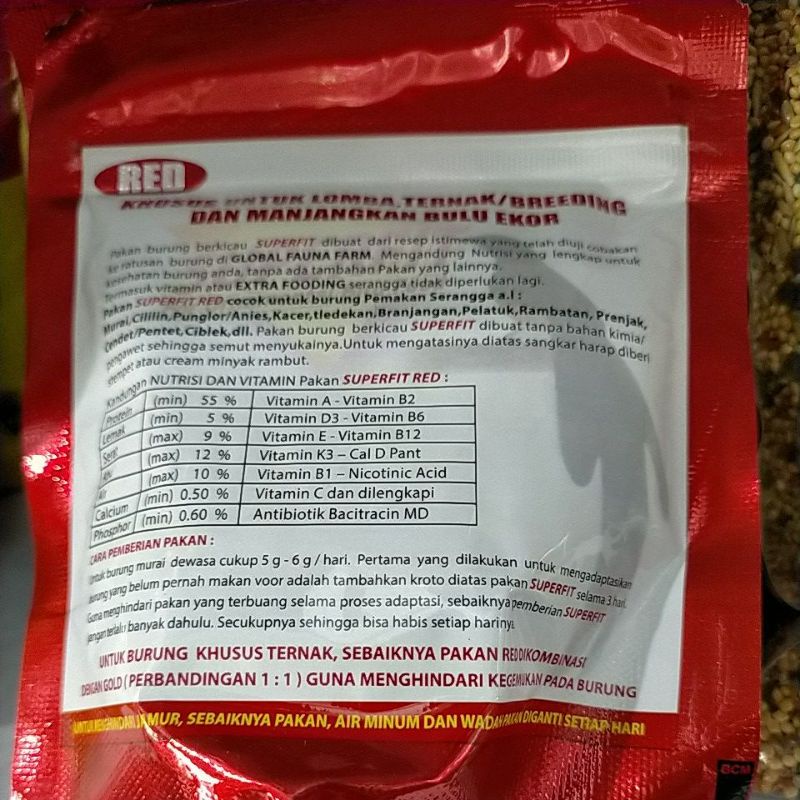 RED
KHUSUS UNTUK LOMBA,TERNAK/BREEDING
DAN MANJANGKAN BULU EKOR
Pakan burung berkicau SUPERFIT dibuat dari resep istimewa yang telah diuji cobakan
ke ratusan burung di GLOBAL FAUNA FARM. Mengandung Nutrisi yang lengkap untuk
kesehatan burung anda, tanpa ada tambahan Pakan yang lainnya.
Termasuk vitamin atau EXTRA FOODING serangga tidak diperlukan lagi.
Pakan SUPERFIT RED cocok untuk burung Pemakan Serangga a.l :
Murai,Cililin,Punglor/Anies,Kacer,tledekan,Branjangan,Pelatuk,Rambatan, Prenjak,
Cendet/Pentet,Ciblek,dll. Pakan burung berkicau SUPERFIT dibuat tanpa bahan kimia/
pengawet sehingga semut menyukainya.Untuk mengatasinya diatas sangkar harap diberi
stempet atau cream minyak rambut.
Kandungan NUTRISI DAN VITAMIN Pakan SUPERFIT RED :
Protein (min) 55 % Vitamin A - Vitamin B2
Lemak (min) 5 % Vitamin D3 - Vitamin B6
Serat (max) 9 % Vitamin E - Vitamin B12
Abu (max) 12 % Vitamin K3 – Cal D Pant
Air (max) 10 % Vitamin B1 – Nicotinic Acid
Calcium (min) 0.50 % Vitamin C dan dilengkapi
Phosphor (min) 0.60 % Antibiotik Bacitracin MD
CARA PEMBERIAN PAKAN :
Untuk burung murai dewasa cukup 5 g - 6 g / hari. Pertama yang dilakukan untuk mengadaptasikan
burung yang belum pernah makan voor adalah tambahkan kroto diatas pakan SUPERFIT selama 3 hari.
Guna menghindari pakan yang terbuang selama proses adaptasi, sebaiknya pemberian SUPERFIT
jangan terlalu banyak dahulu. Secukupnya sehingga bisa habis setiap harinya.
UNTUK BURUNG KHUSUS TERNAK, SEBAIKNYA PAKAN RED DIKOMBINASI
DENGAN GOLD ( PERBANDINGAN 1 : 1 ) GUNA MENGHINDARI KEGEMUKAN PADA BURUNG
UNTUK MENGHINDARI JAMUR, SEBAIKNYA PAKAN, AIR MINUM DAN WADAH PAKAN DIGANTI SETIAP HARI
BCM